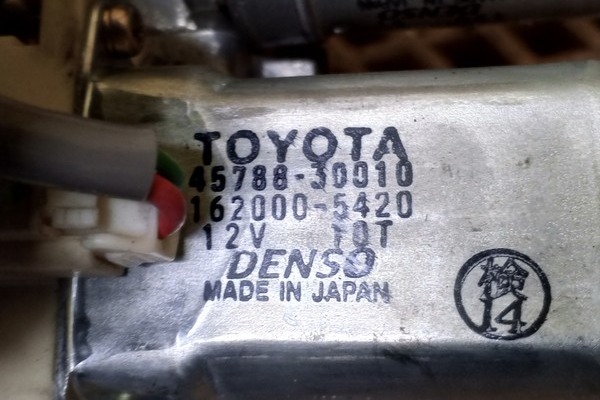 TOYOTA
45788-30010
162000-5420
12V 10T
DENSO
MADE IN JAPAN
検
14